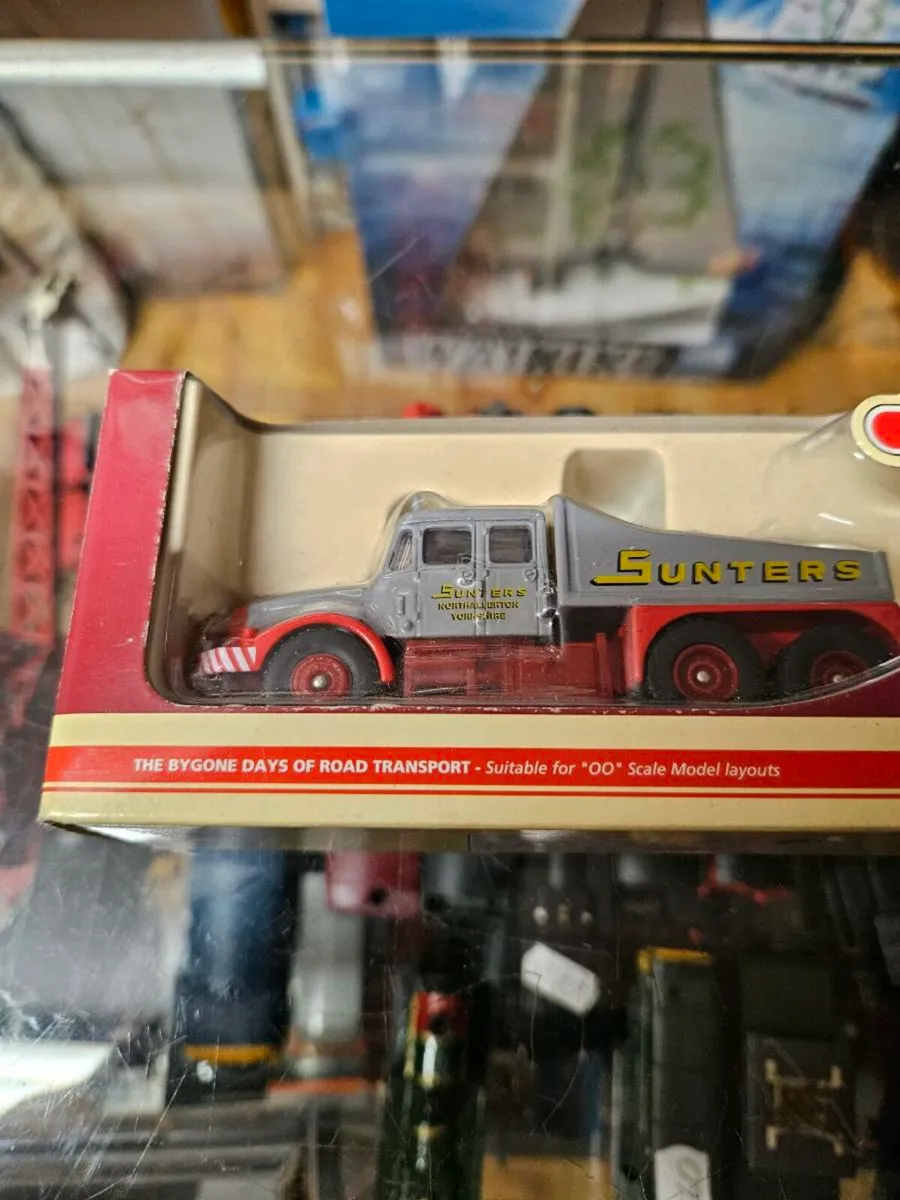 SUNTERS
SUNTERS
NORTHALLERTON
YORKSHIRE
THE BYGONE DAYS OF ROAD TRANSPORT - Suitable for "OO" Scale Model layouts